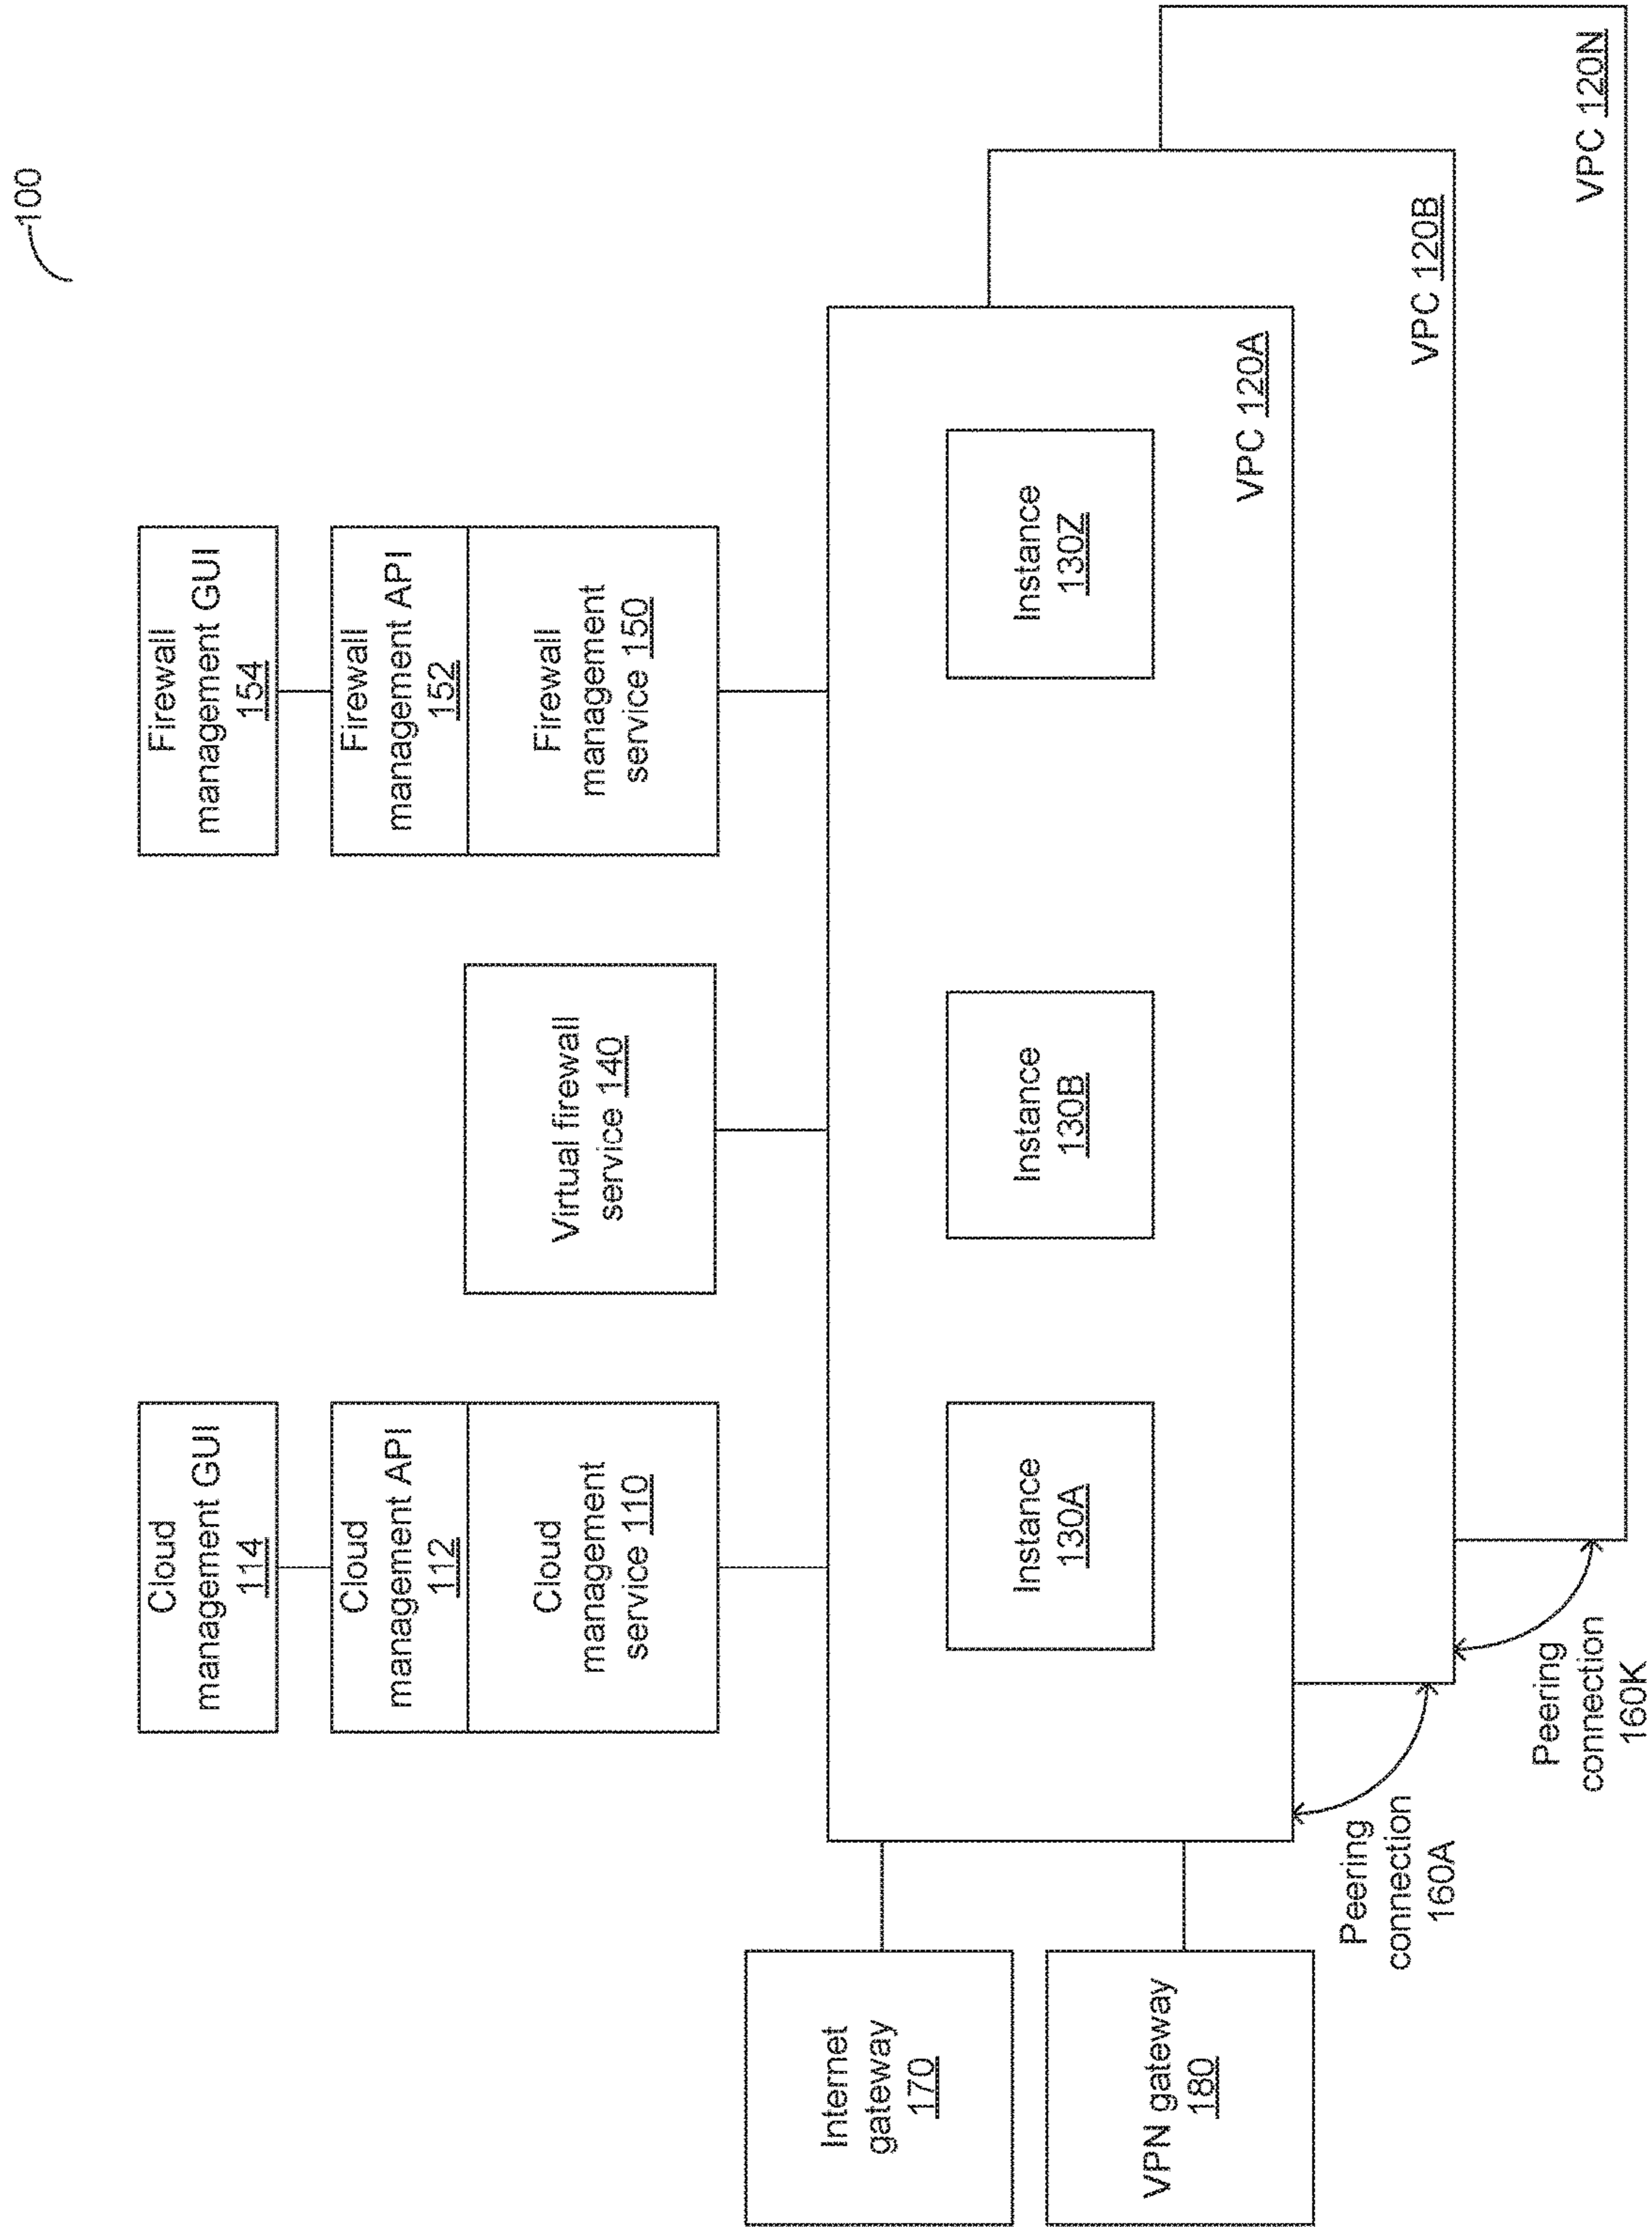 100
Cloud
management GUI
114
Firewall
management GUI
154
Cloud
management API
112
Firewall
management API
152
Cloud
management
service 110
Virtual firewall
service 140
Firewall
management
service 150
Internet
gateway
170
VPN gateway
180
Instance
130A
Instance
130B
Instance
130Z
VPC 120A
VPC 120B
VPC 120N
Peering
connection
160A
Peering
connection
160K